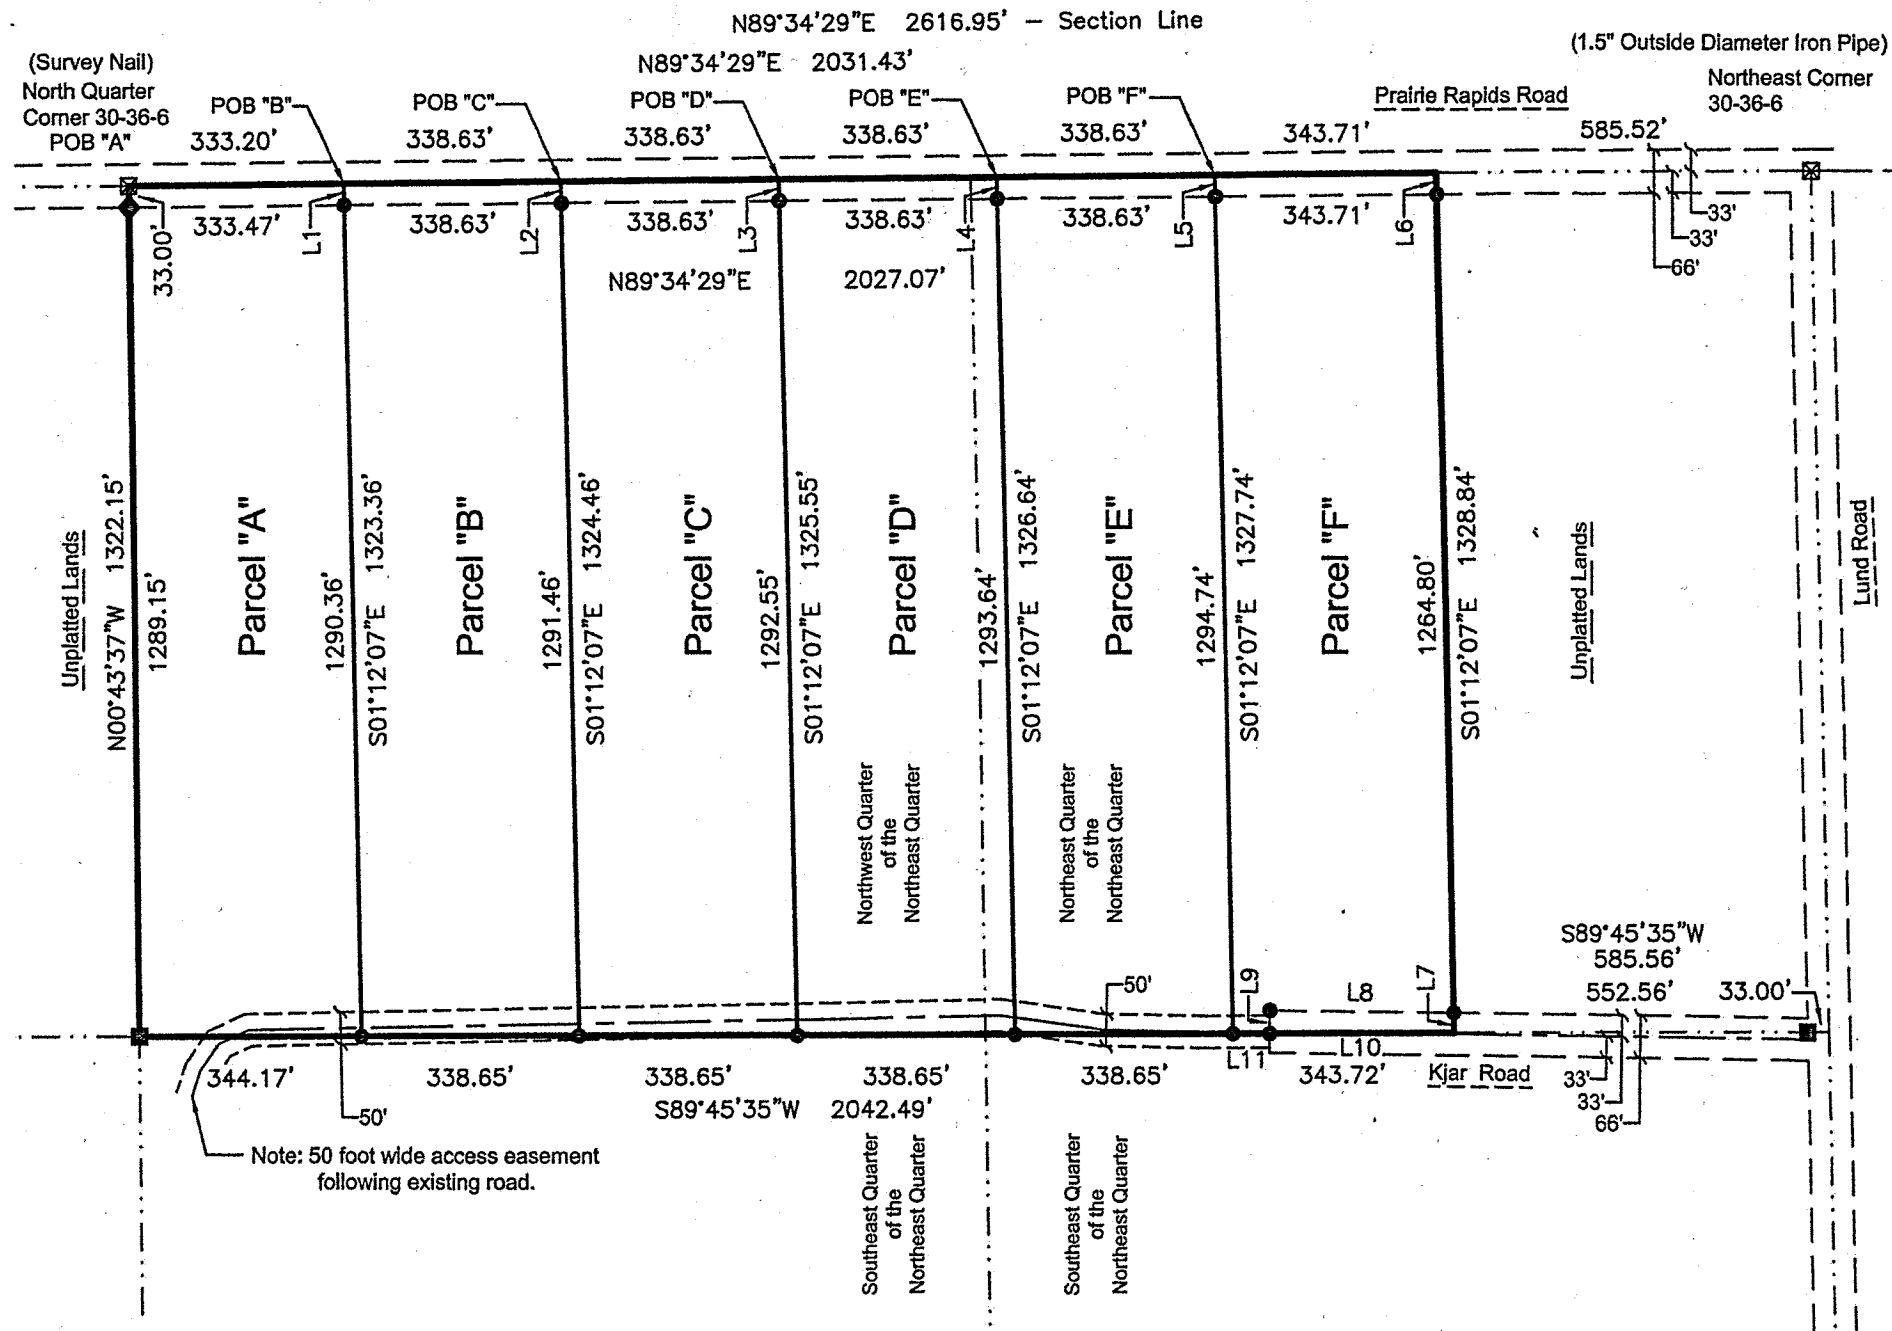 N89°34'29"E 2616.95' – Section Line
N89°34'29"E 2031.43'
(Survey Nail)
North Quarter
Corner 30-36-6
POB "A"
(1.5" Outside Diameter Iron Pipe)
Northeast Corner
30-36-6
POB "B"
POB "C"
POB "D"
POB "E"
POB "F"
Prairie Rapids Road
333.20'
338.63'
338.63'
338.63'
338.63'
343.71'
585.52'
333.47'
338.63'
338.63'
338.63'
338.63'
343.71'
33.00'
L1
L2
L3
L4
L5
L6
33'
33'
66'
N89°34'29"E 2027.07'
Unplatted Lands
N00°43'37"W 1322.15'
1289.15'
Parcel "A"
1290.36'
S01°12'07"E 1323.36'
Parcel "B"
1291.46'
S01°12'07"E 1324.46'
Parcel "C"
1292.55'
S01°12'07"E 1325.55'
Parcel "D"
1293.64'
S01°12'07"E 1326.64'
Parcel "E"
1294.74'
S01°12'07"E 1327.74'
Parcel "F"
1264.80'
S01°12'07"E 1328.84'
Unplatted Lands
Lund Road
Northwest Quarter
of the
Northeast Quarter
Northeast Quarter
of the
Northeast Quarter
S89°45'35"W
585.56'
552.56'
33.00'
50'
L9
L8
L7
L11
L10
344.17'
338.65'
338.65'
338.65'
338.65'
343.72'
Kjar Road
33'
33'
66'
S89°45'35"W 2042.49'
50'
Note: 50 foot wide access easement
following existing road.
Southeast Quarter
of the
Northeast Quarter
Southeast Quarter
of the
Northeast Quarter